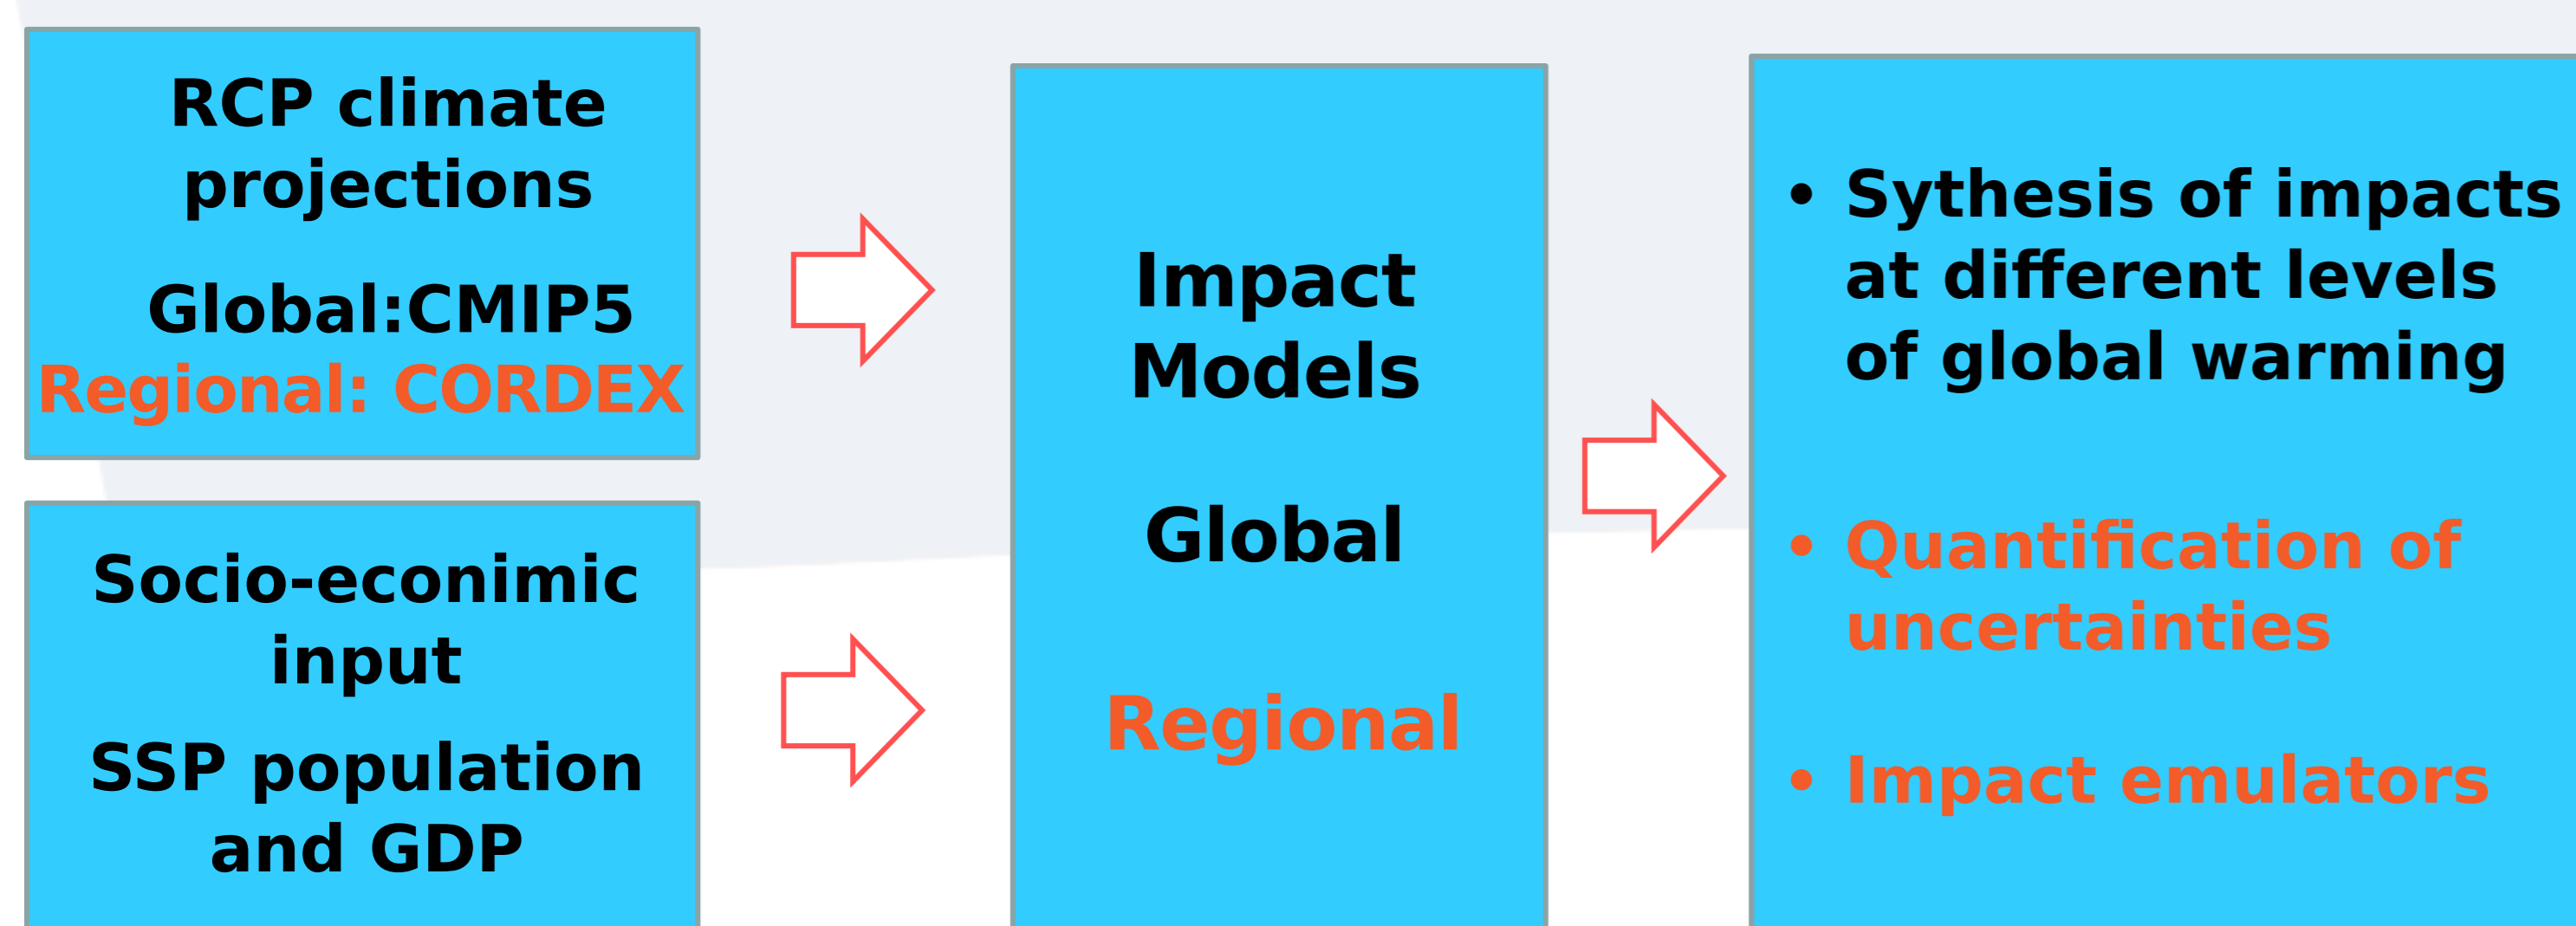 RCP climate
projections
Global:CMIP5
Regional: CORDEX
Socio-econimic
input
SSP population
and GDP
Impact
Models
Global
Regional
• Sythesis of impacts
at different levels
of global warming
• Quantification of
uncertainties
• Impact emulators